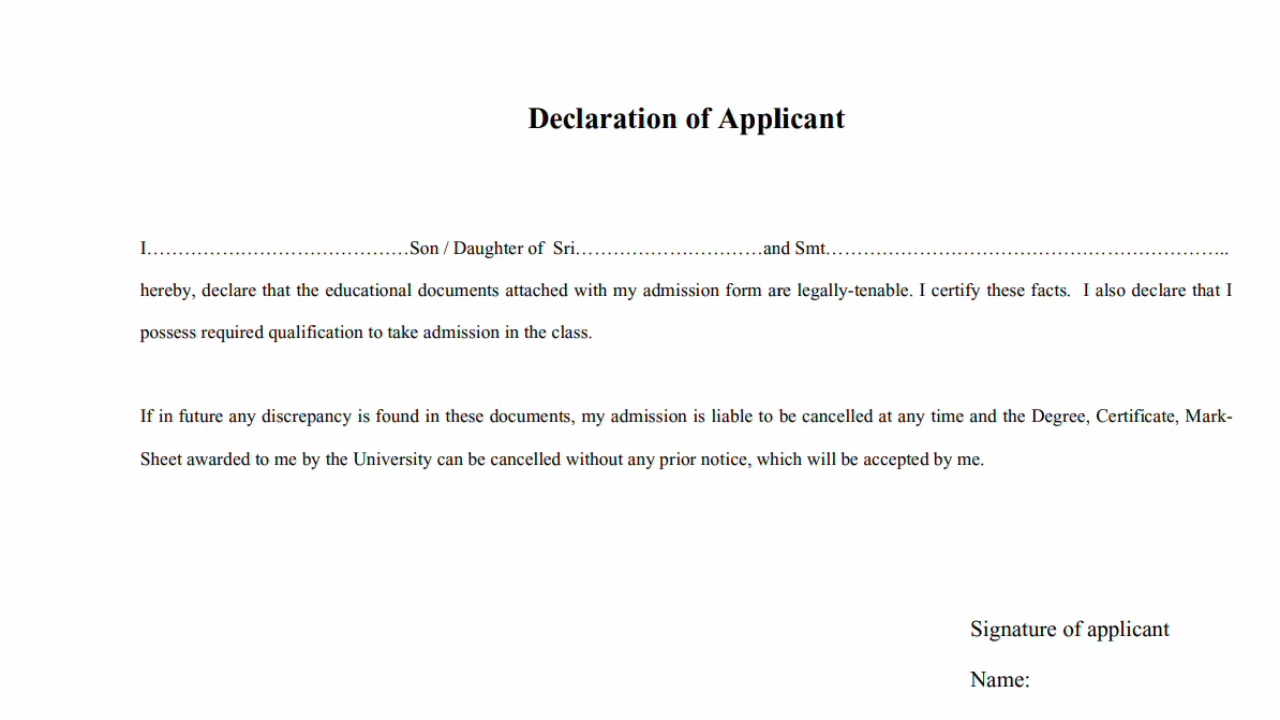 Declaration of Applicant
I…………………………………….Son / Daughter of  Sri…………………………and Smt………………………………………………………..
hereby, declare that the educational documents attached with my admission form are legally-tenable. I certify these facts.  I also declare that I
possess required qualification to take admission in the class.
If in future any discrepancy is found in these documents, my admission is liable to be cancelled at any time and the Degree, Certificate, Mark-
Sheet awarded to me by the University can be cancelled without any prior notice, which will be accepted by me.
Signature of applicant
Name: